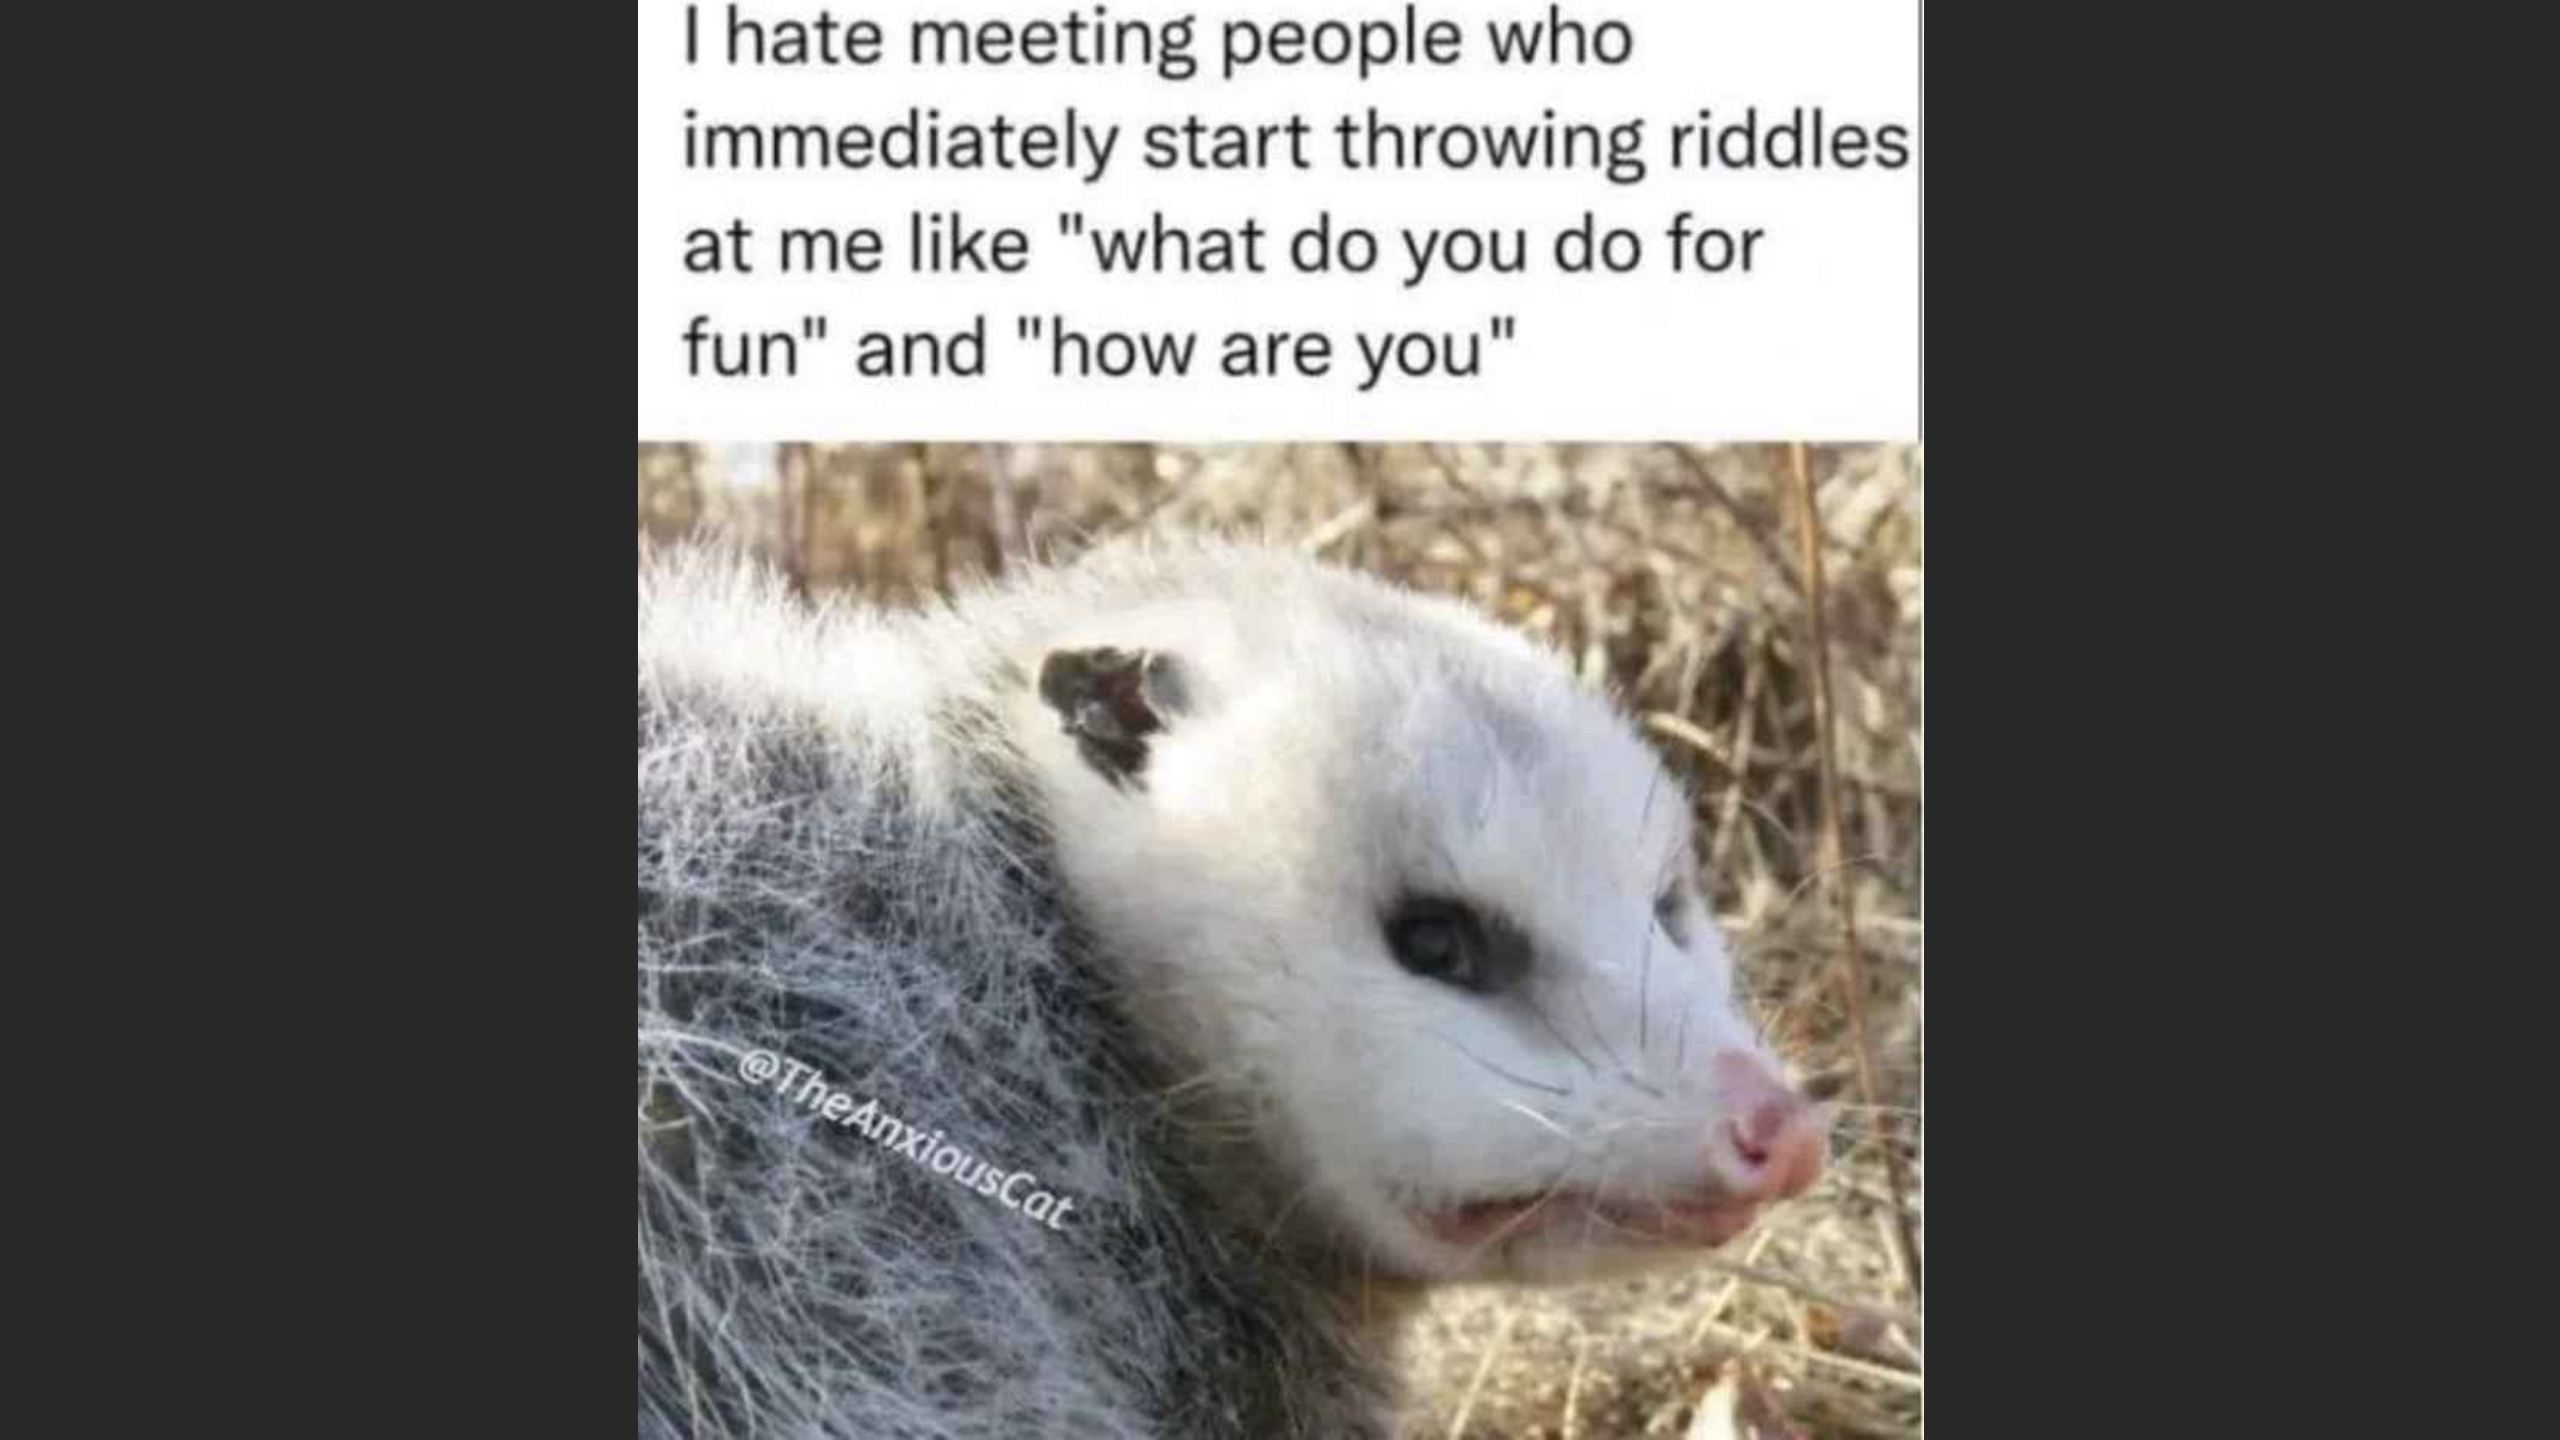 I hate meeting people who
immediately start throwing riddles
at me like "what do you do for
fun" and "how are you"
@TheAnxiousCat